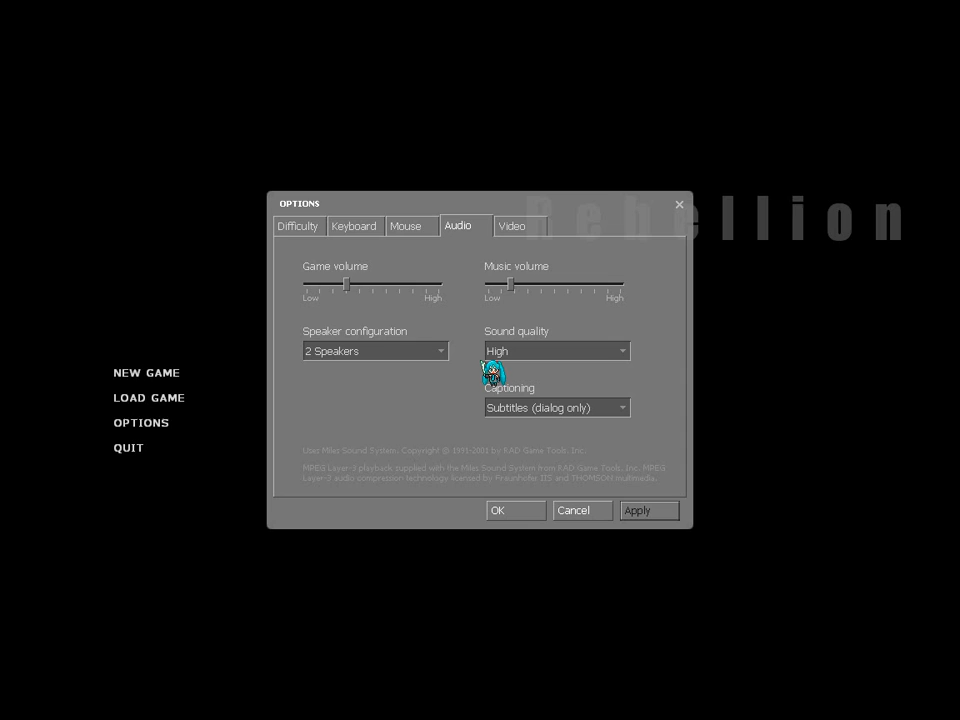 OPTIONS
Rebellion
Difficulty Keyboard Mouse Audio Video
Game volume Music volume
Low High Low High
Speaker configuration Sound quality
2 Speakers High
NEW GAME
Captioning
LOAD GAME
Subtitles (dialog only)
OPTIONS
QUIT
Uses Miles Sound System. Copyright © 1991-2001 by RAD Game Tools, Inc.
MPEG Layer-3 playback supplied with the Miles Sound System from RAD Game Tools, Inc. MPEG
Layer-3 audio compression technology licensed by Fraunhofer IIS and THOMSON multimedia.
OK Cancel Apply